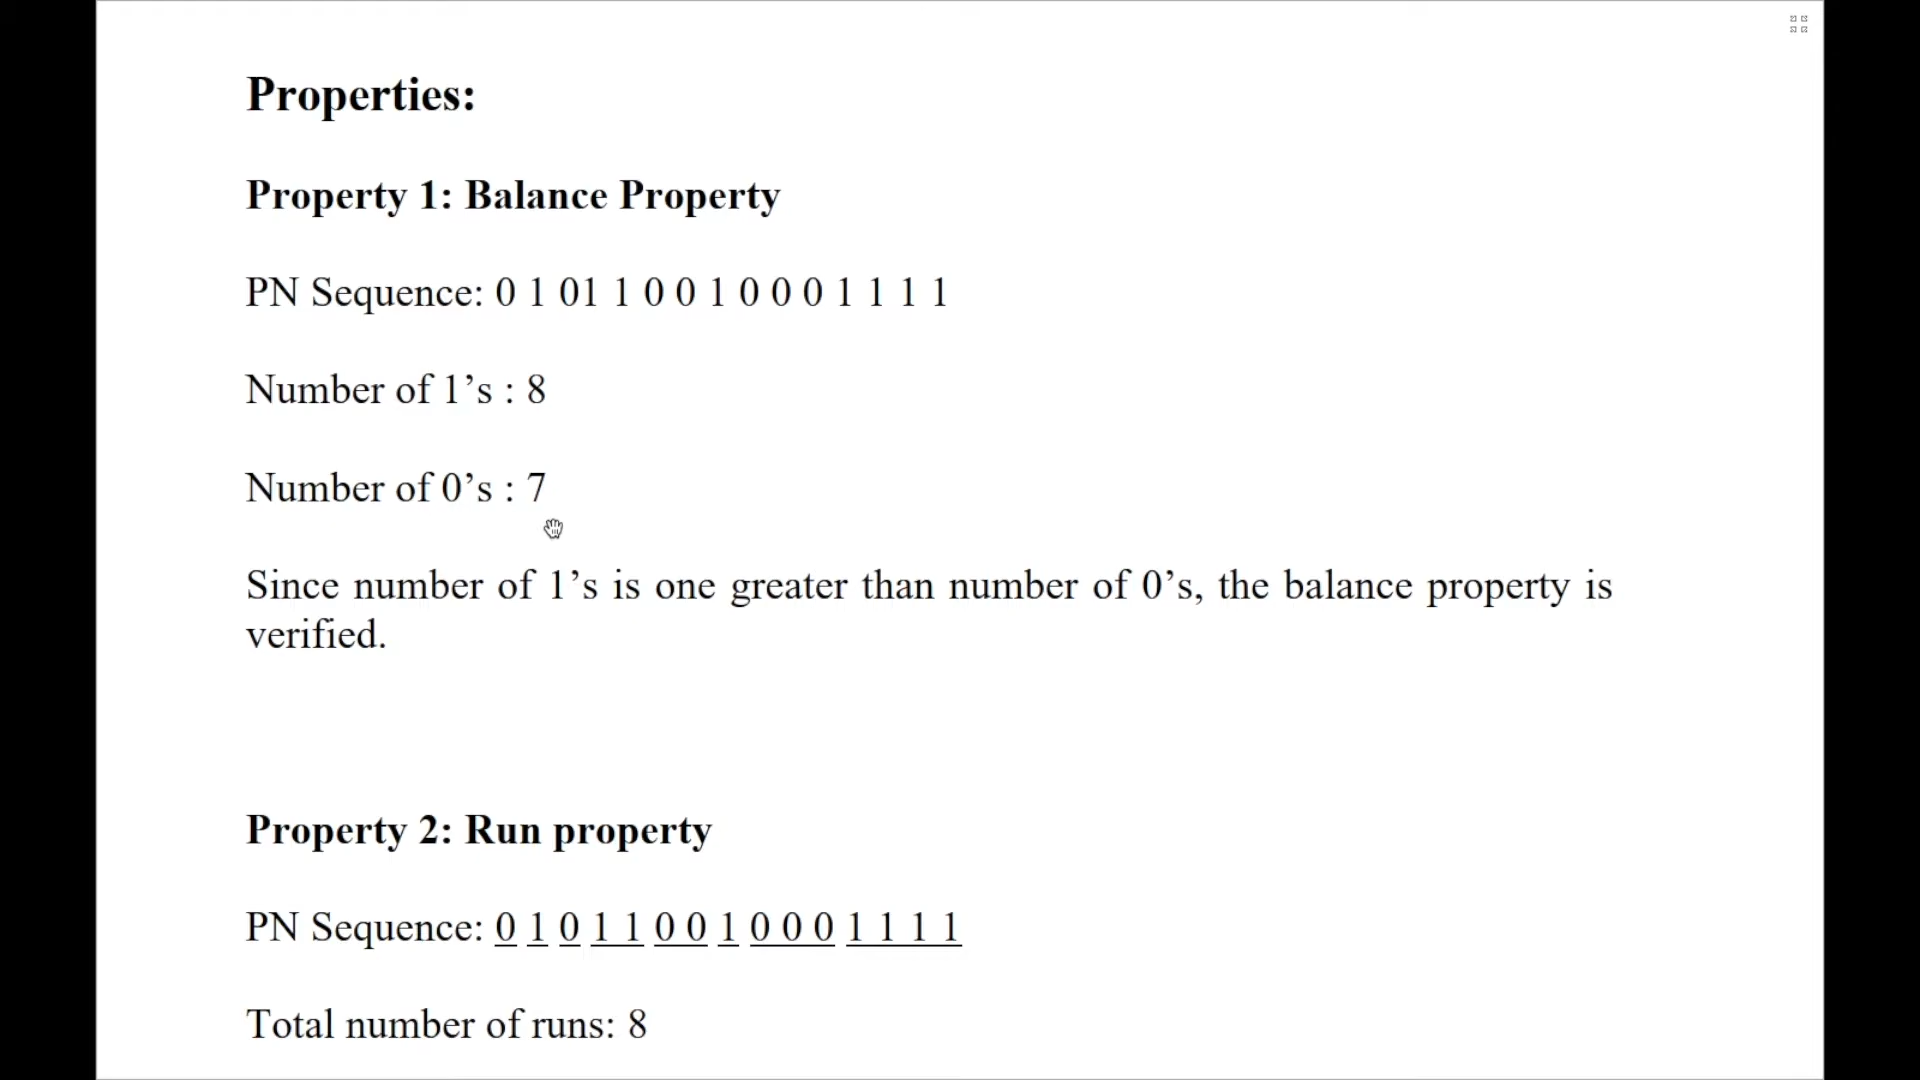 Properties:
Property 1: Balance Property
PN Sequence: 0 1 01 1 0 0 1 0 0 0 1 1 1 1
Number of 1’s : 8
Number of 0’s : 7
Since number of 1’s is one greater than number of 0’s, the balance property is
verified.
Property 2: Run property
PN Sequence: 0 1 0 1 1 0 0 1 0 0 0 1 1 1 1
Total number of runs: 8